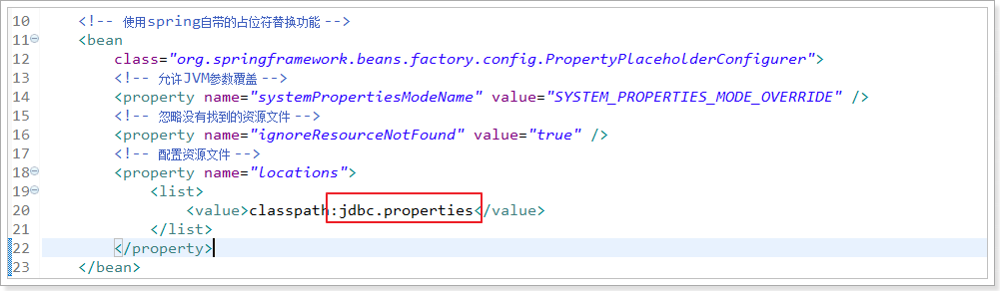 10 <!-- 使用spring自带的占位符替换功能 -->
11 <bean
12 class="org.springframework.beans.factory.config.PropertyPlaceholderConfigurer">
13 <!-- 允许JVM参数覆盖 -->
14 <property name="systemPropertiesModeName" value="SYSTEM_PROPERTIES_MODE_OVERRIDE" />
15 <!-- 忽略没有找到的资源文件 -->
16 <property name="ignoreResourceNotFound" value="true" />
17 <!-- 配置资源文件 -->
18 <property name="locations">
19 <list>
20 <value>classpath:jdbc.properties</value>
21 </list>
22 </property>
23 </bean>